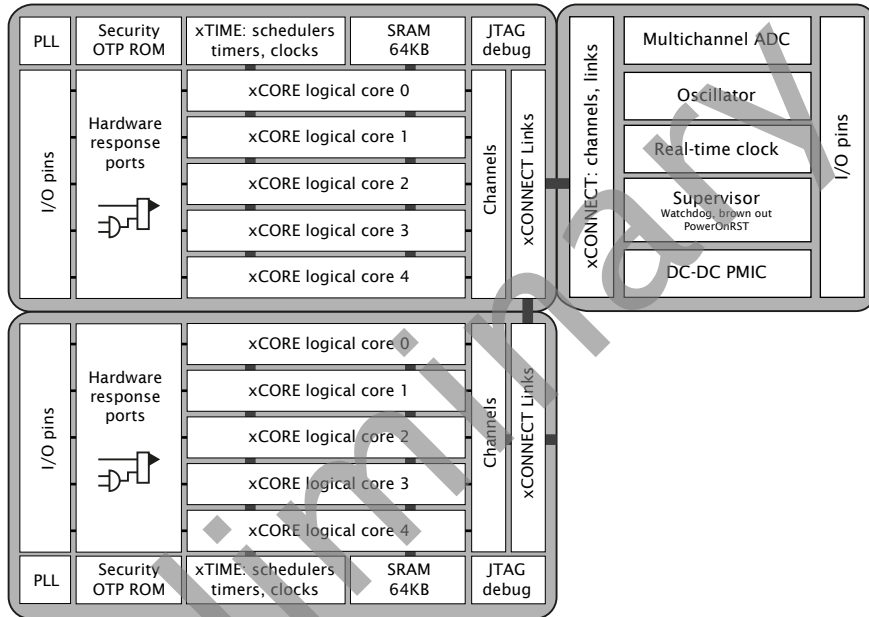 PLL
Security
OTP ROM
xTIME: schedulers
timers, clocks
SRAM
64KB
JTAG
debug
I/O pins
Hardware
response
ports
xCORE logical core 0
xCORE logical core 1
xCORE logical core 2
xCORE logical core 3
xCORE logical core 4
Channels
xCONNECT Links
xCONNECT: channels, links
Multichannel ADC
Oscillator
Real-time clock
Supervisor
Watchdog, brown out
PowerOnRST
DC-DC PMIC
I/O pins
I/O pins
Hardware
response
ports
xCORE logical core 0
xCORE logical core 1
xCORE logical core 2
xCORE logical core 3
xCORE logical core 4
Channels
xCONNECT Links
PLL
Security
OTP ROM
xTIME: schedulers
timers, clocks
SRAM
64KB
JTAG
debug
liminary